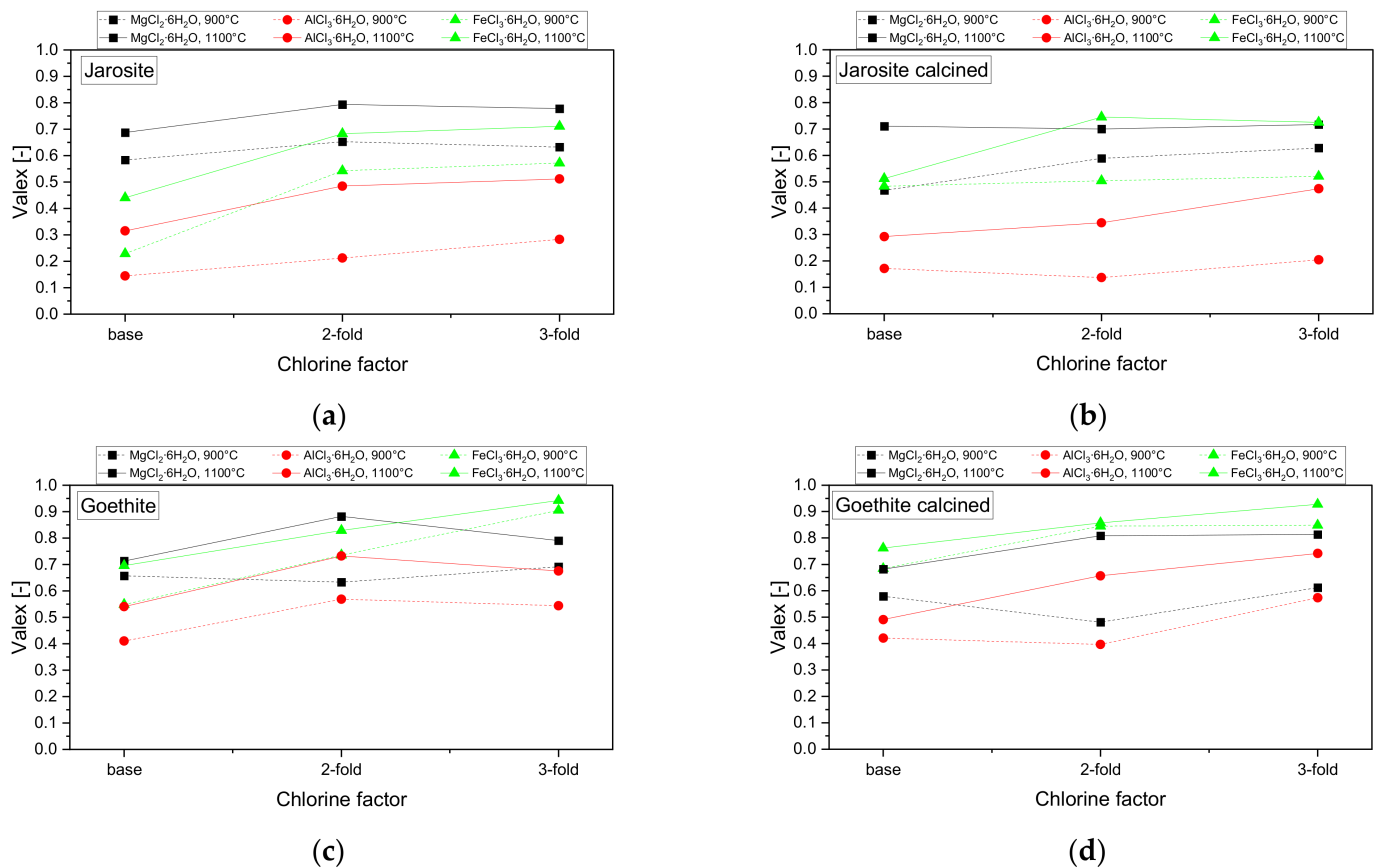 MgCl₂·6H₂O, 900°C AlCl₃·6H₂O, 900°C FeCl₃·6H₂O, 900°C
MgCl₂·6H₂O, 1100°C AlCl₃·6H₂O, 1100°C FeCl₃·6H₂O, 1100°C
Jarosite
1.0
0.9
0.8
0.7
0.6
0.5
0.4
0.3
0.2
0.1
0.0
Valex [-]
base 2-fold 3-fold
Chlorine factor
(a)
MgCl₂·6H₂O, 900°C AlCl₃·6H₂O, 900°C FeCl₃·6H₂O, 900°C
MgCl₂·6H₂O, 1100°C AlCl₃·6H₂O, 1100°C FeCl₃·6H₂O, 1100°C
Jarosite calcined
1.0
0.9
0.8
0.7
0.6
0.5
0.4
0.3
0.2
0.1
0.0
Valex [-]
base 2-fold 3-fold
Chlorine factor
(b)
MgCl₂·6H₂O, 900°C AlCl₃·6H₂O, 900°C FeCl₃·6H₂O, 900°C
MgCl₂·6H₂O, 1100°C AlCl₃·6H₂O, 1100°C FeCl₃·6H₂O, 1100°C
Goethite
1.0
0.9
0.8
0.7
0.6
0.5
0.4
0.3
0.2
0.1
0.0
Valex [-]
base 2-fold 3-fold
Chlorine factor
(c)
MgCl₂·6H₂O, 900°C AlCl₃·6H₂O, 900°C FeCl₃·6H₂O, 900°C
MgCl₂·6H₂O, 1100°C AlCl₃·6H₂O, 1100°C FeCl₃·6H₂O, 1100°C
Goethite calcined
1.0
0.9
0.8
0.7
0.6
0.5
0.4
0.3
0.2
0.1
0.0
Valex [-]
base 2-fold 3-fold
Chlorine factor
(d)